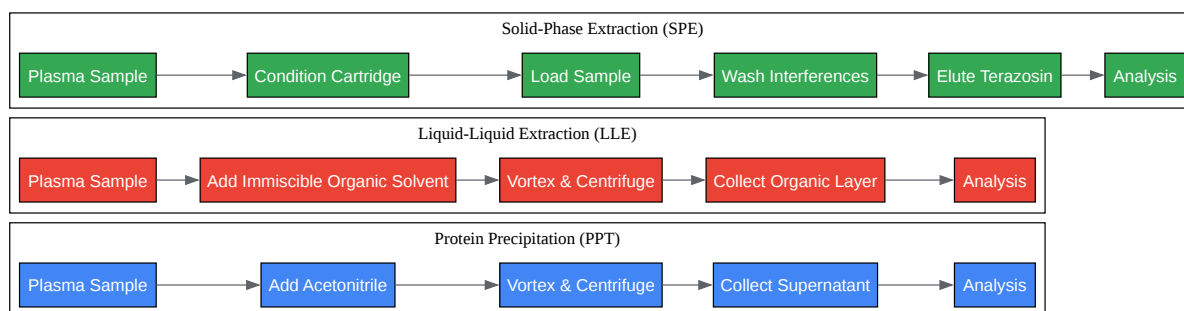 Solid-Phase Extraction (SPE)
Plasma Sample
Condition Cartridge
Load Sample
Wash Interferences
Elute Terazosin
Analysis
Liquid-Liquid Extraction (LLE)
Plasma Sample
Add Immiscible Organic Solvent
Vortex & Centrifuge
Collect Organic Layer
Analysis
Protein Precipitation (PPT)
Plasma Sample
Add Acetonitrile
Vortex & Centrifuge
Collect Supernatant
Analysis